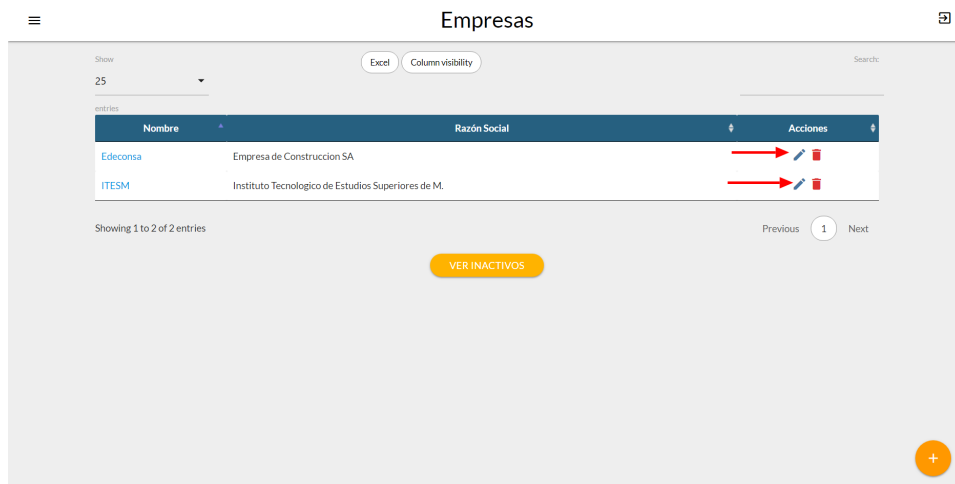 Empresas
Show
Excel
Column visibility
Search:
25
entries
Nombre Razón Social Acciones
Edeconsa Empresa de Construccion SA
ITESM Instituto Tecnologico de Estudios Superiores de M.
Showing 1 to 2 of 2 entries
Previous 1 Next
VER INACTIVOS
+